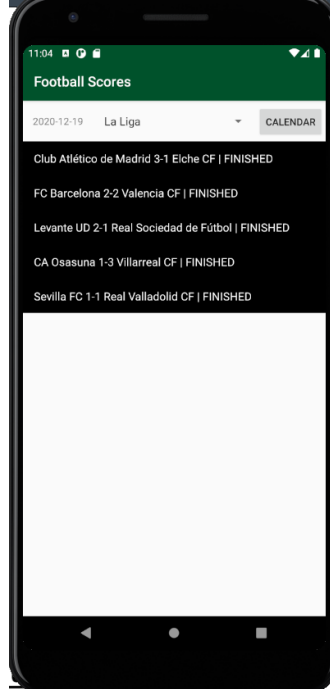 11:04
Football Scores
2020-12-19 La Liga CALENDAR
Club Atlético de Madrid 3-1 Elche CF | FINISHED
FC Barcelona 2-2 Valencia CF | FINISHED
Levante UD 2-1 Real Sociedad de Fútbol | FINISHED
CA Osasuna 1-3 Villarreal CF | FINISHED
Sevilla FC 1-1 Real Valladolid CF | FINISHED